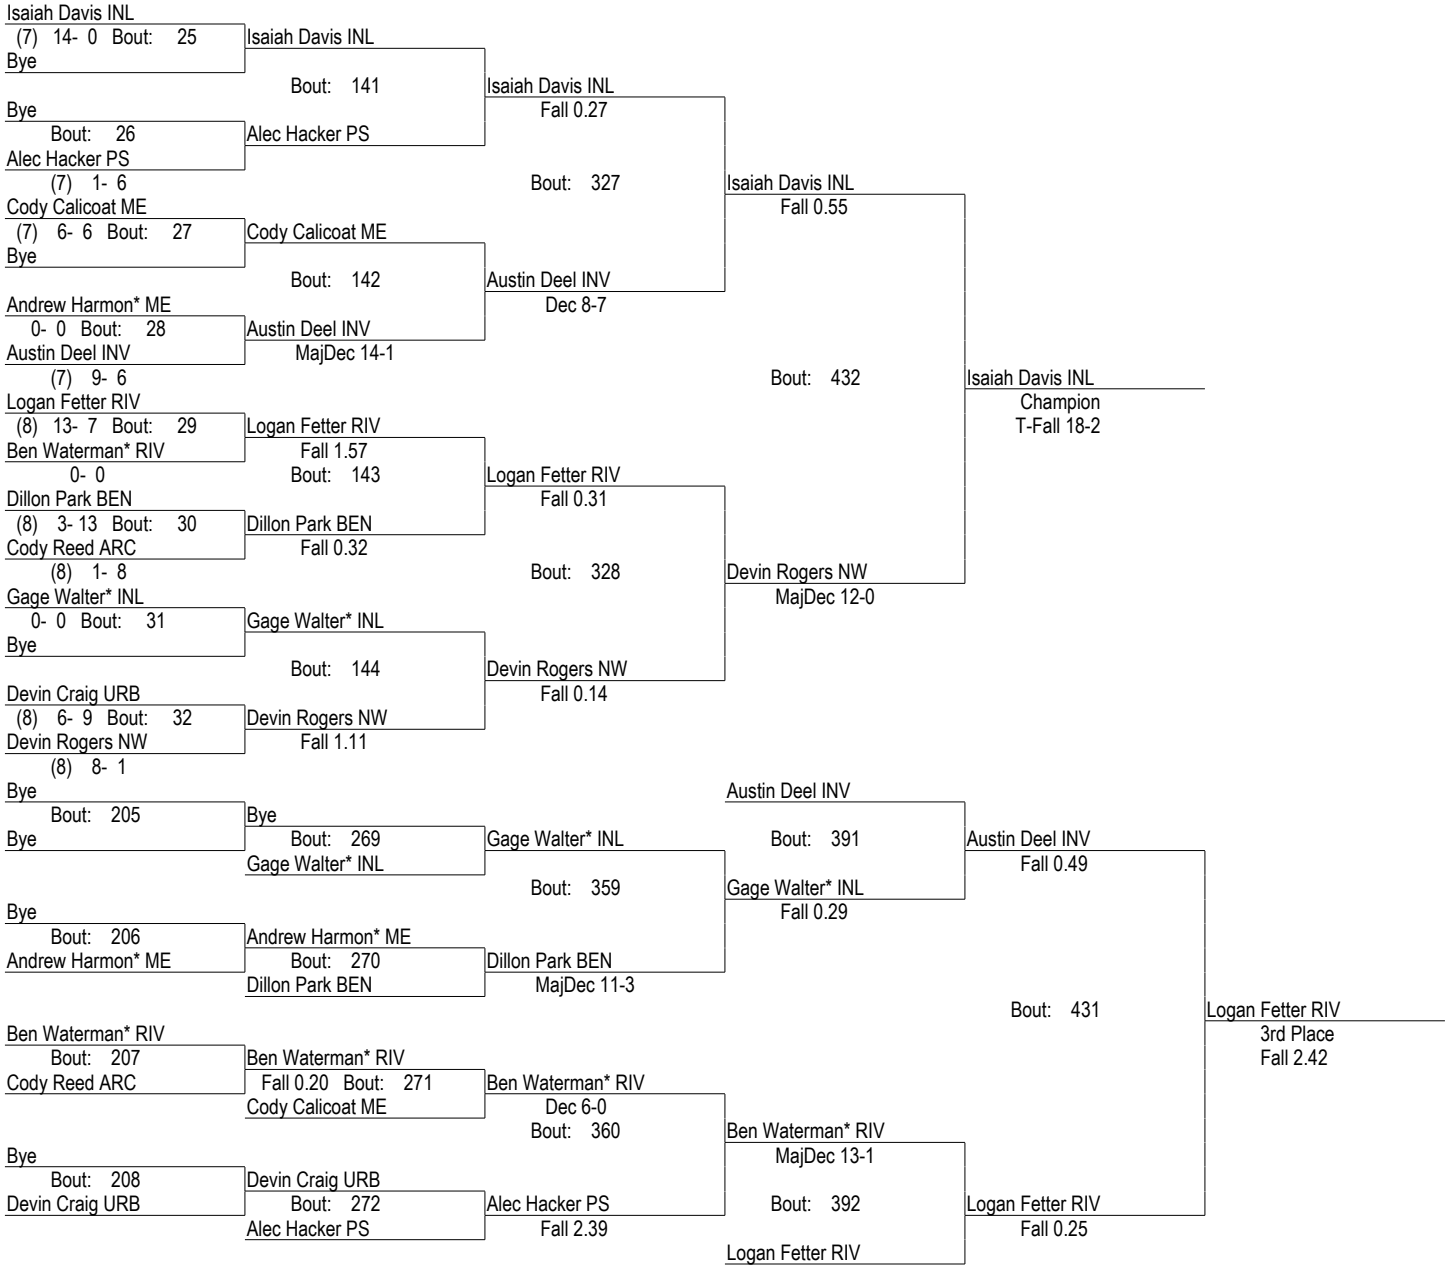 Isaiah Davis INL
(7) 14- 0 Bout: 25 Isaiah Davis INL
Bye
Bout: 141 Isaiah Davis INL
Bye Fall 0.27
Bout: 26 Alec Hacker PS
Alec Hacker PS
(7) 1- 6 Bout: 327 Isaiah Davis INL
Cody Calicoat ME Fall 0.55
(7) 6- 6 Bout: 27 Cody Calicoat ME
Bye
Bout: 142 Austin Deel INV
Andrew Harmon* ME Dec 8-7
0- 0 Bout: 28 Austin Deel INV
Austin Deel INV MajDec 14-1
(7) 9- 6 Bout: 432 Isaiah Davis INL
Logan Fetter RIV Champion
(8) 13- 7 Bout: 29 Logan Fetter RIV T-Fall 18-2
Ben Waterman* RIV Fall 1.57
0- 0 Bout: 143 Logan Fetter RIV
Dillon Park BEN Fall 0.31
(8) 3- 13 Bout: 30 Dillon Park BEN
Cody Reed ARC Fall 0.32
(8) 1- 8 Bout: 328 Devin Rogers NW
Gage Walter* INL MajDec 12-0
0- 0 Bout: 31 Gage Walter* INL
Bye
Bout: 144 Devin Rogers NW
Devin Craig URB Fall 0.14
(8) 6- 9 Bout: 32 Devin Rogers NW
Devin Rogers NW Fall 1.11
(8) 8- 1
Bye Austin Deel INV
Bout: 205 Bye
Bye Bout: 269 Gage Walter* INL Bout: 391 Austin Deel INV
Gage Walter* INL Fall 0.49
Bout: 359 Gage Walter* INL
Bye Fall 0.29
Bout: 206 Andrew Harmon* ME
Andrew Harmon* ME Bout: 270 Dillon Park BEN
Dillon Park BEN MajDec 11-3
Bout: 431 Logan Fetter RIV
Ben Waterman* RIV 3rd Place
Bout: 207 Ben Waterman* RIV Fall 2.42
Cody Reed ARC Fall 0.20 Bout: 271 Ben Waterman* RIV
Cody Calicoat ME Dec 6-0
Bout: 360 Ben Waterman* RIV
Bye MajDec 13-1
Bout: 208 Devin Craig URB
Devin Craig URB Bout: 272 Alec Hacker PS Bout: 392 Logan Fetter RIV
Alec Hacker PS Fall 2.39 Fall 0.25
Logan Fetter RIV